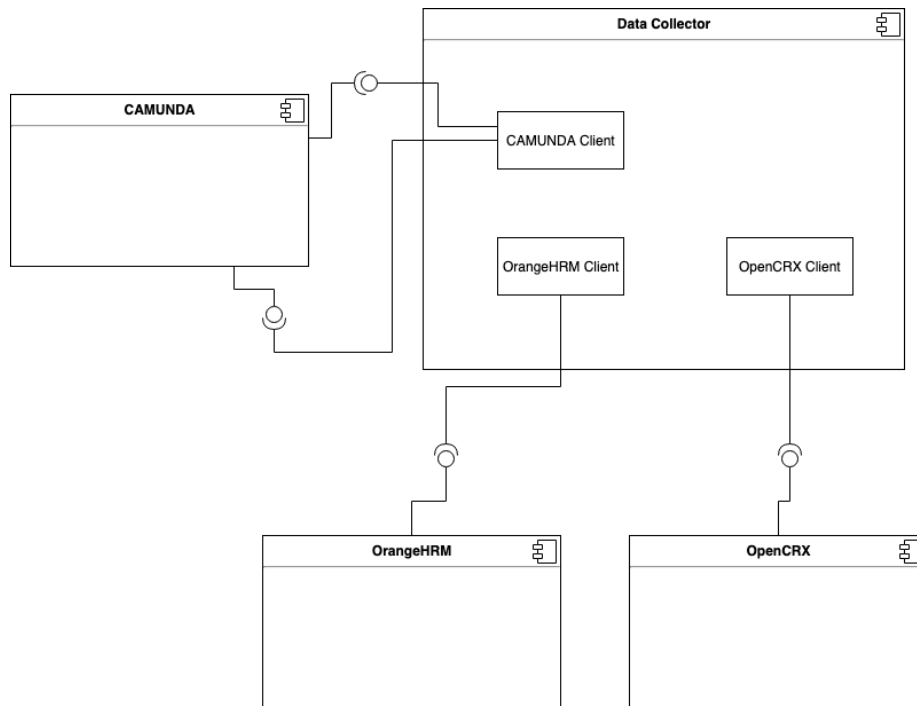 Data Collector
CAMUNDA
CAMUNDA Client
OrangeHRM Client
OpenCRX Client
OrangeHRM
OpenCRX